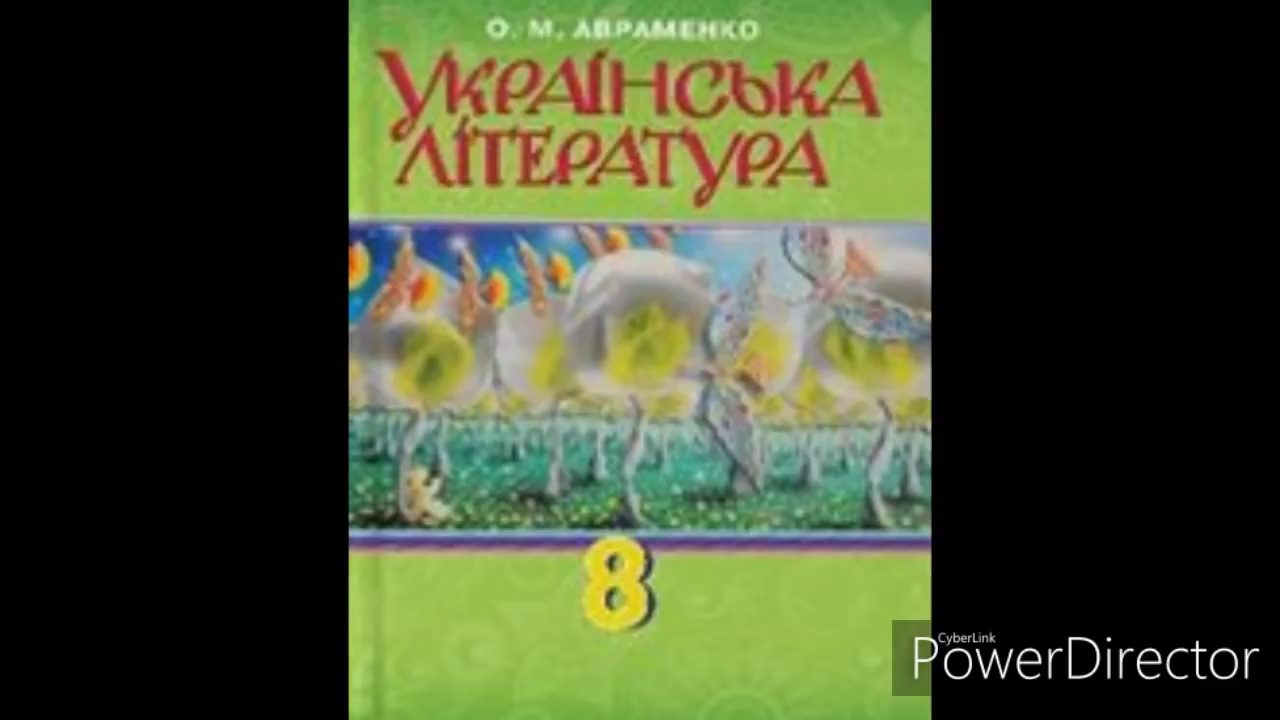 О. М. АВРАМЕНКО
УКРАЇНСЬКА
ЛІТЕРАТУРА
8
CyberLink
PowerDirector